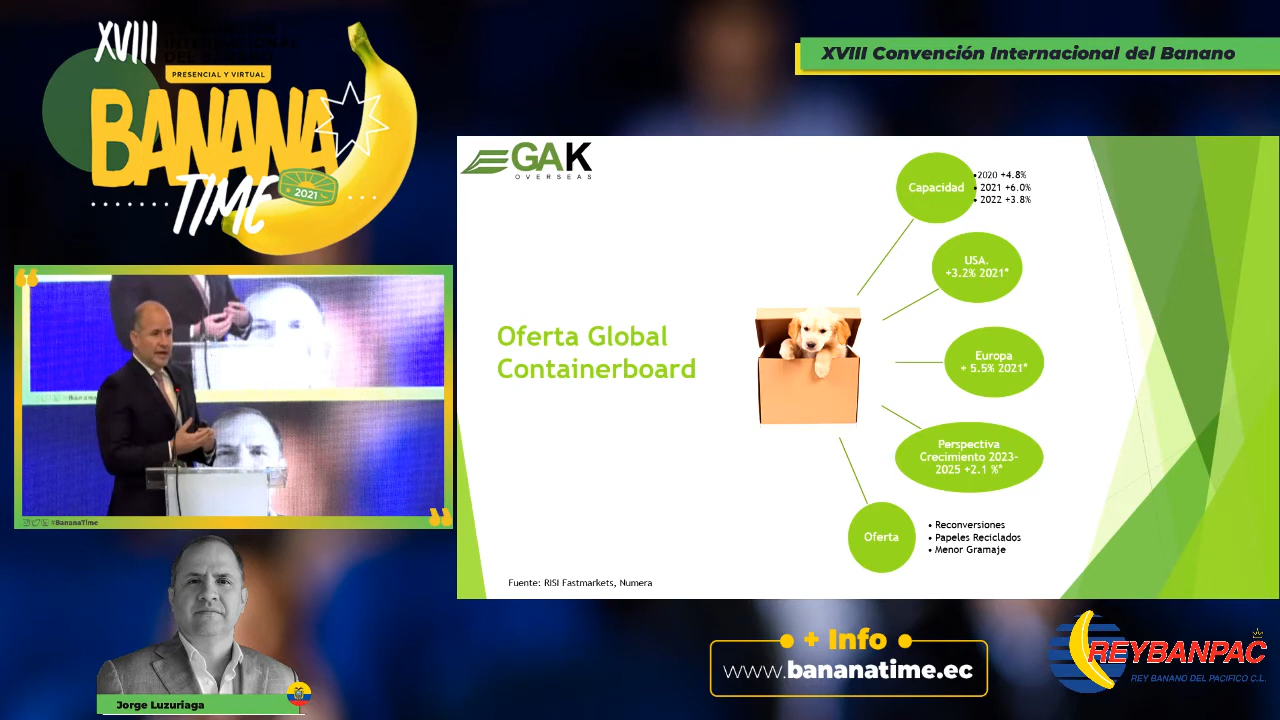 XVIII
PRESENCIAL Y VIRTUAL
BANANA
TIME
2021
XVIII Convención Internacional del Banano
GAK
OVERSEAS
Capacidad
•2020 +4.8%
• 2021 +6.0%
• 2022 +3.8%
USA.
+3.2% 2021*
Oferta Global
Containerboard
Europa
+ 5.5% 2021*
Perspectiva
Crecimiento 2023-
2025 +2.1 %*
Oferta
• Reconversiones
• Papeles Reciclados
• Menor Gramaje
Fuente: RISI Fastmarkets, Numera
#BananaTime
Jorge Luzuriaga
+ Info
www.bananatime.ec
REYBANPAC
REY BANANO DEL PACIFICO C.L.